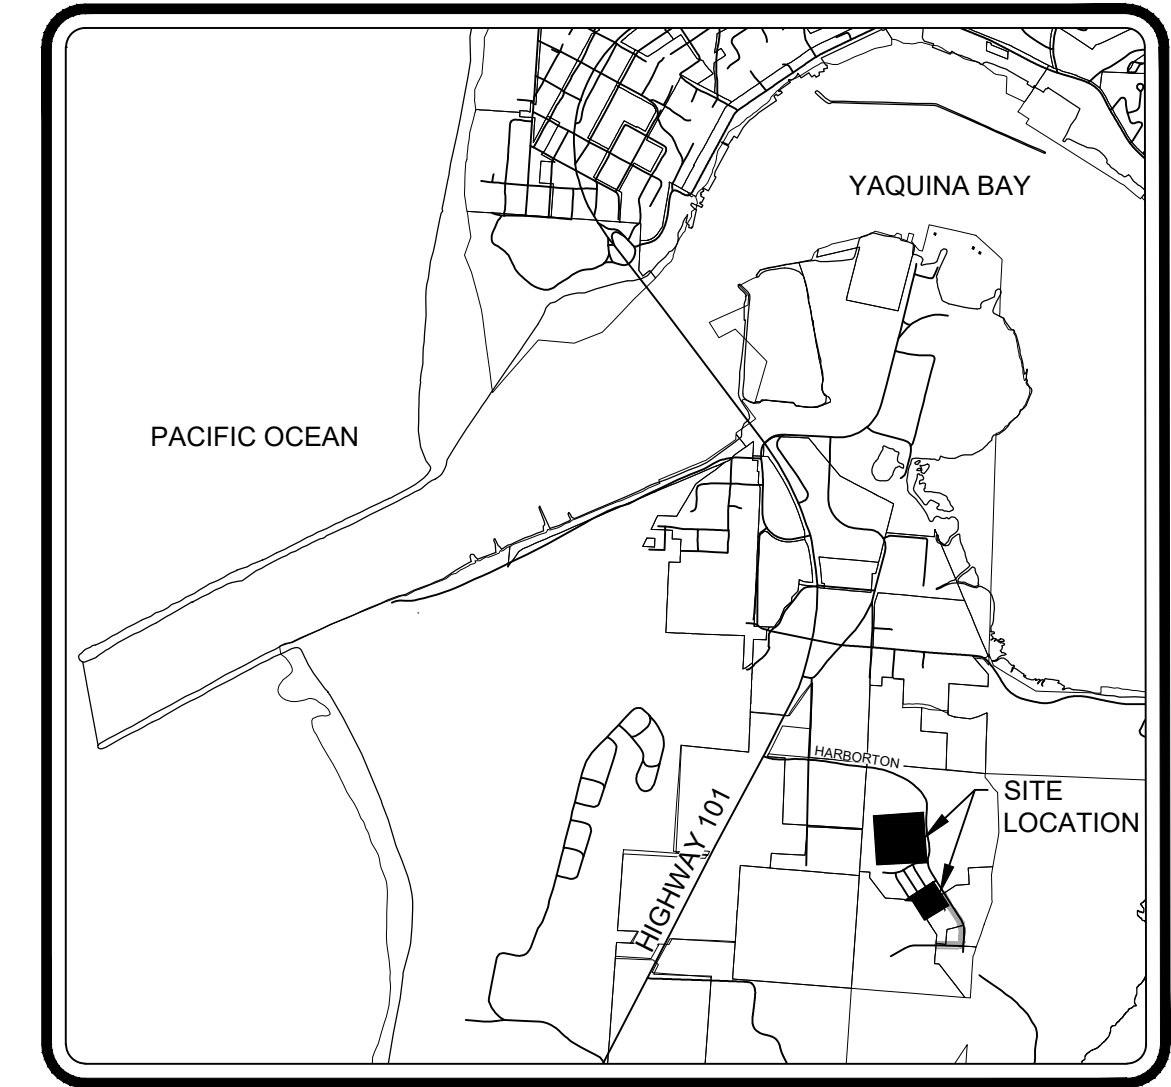 YAQUINA BAY
PACIFIC OCEAN
HARBORTON
SITE
LOCATION
HIGHWAY 101